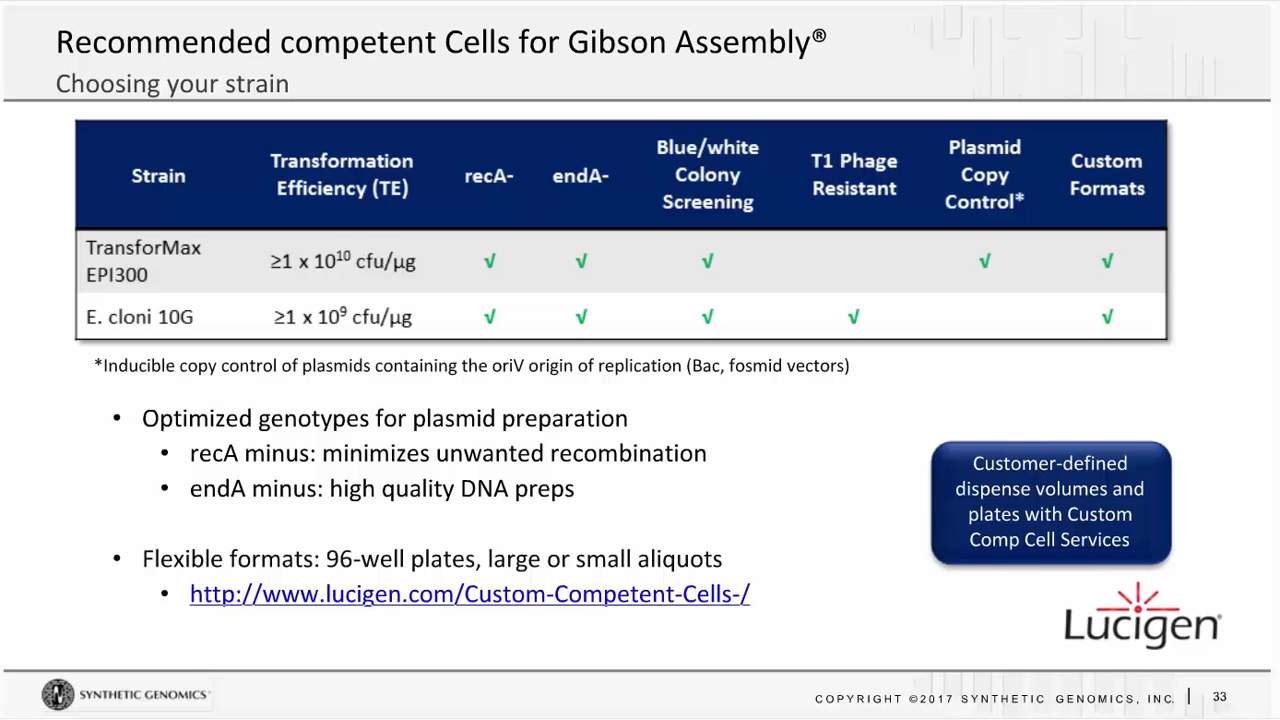 Recommended competent Cells for Gibson Assembly®
Choosing your strain
Strain
Transformation Efficiency (TE)
recA-
endA-
Blue/white Colony Screening
T1 Phage Resistant
Plasmid Copy Control*
Custom Formats
TransforMax EPI300
≥1 x 10¹⁰ cfu/µg
√
√
√
√
√
E. cloni 10G
≥1 x 10⁹ cfu/µg
√
√
√
√
√
*Inducible copy control of plasmids containing the oriV origin of replication (Bac, fosmid vectors)
• Optimized genotypes for plasmid preparation
• recA minus: minimizes unwanted recombination
• endA minus: high quality DNA preps
• Flexible formats: 96-well plates, large or small aliquots
• http://www.lucigen.com/Custom-Competent-Cells-/
Customer-defined
dispense volumes and
plates with Custom
Comp Cell Services
Lucigen®
SYNTHETIC GENOMICS®
COPYRIGHT ©2017 SYNTHETIC GENOMICS, INC. | 33